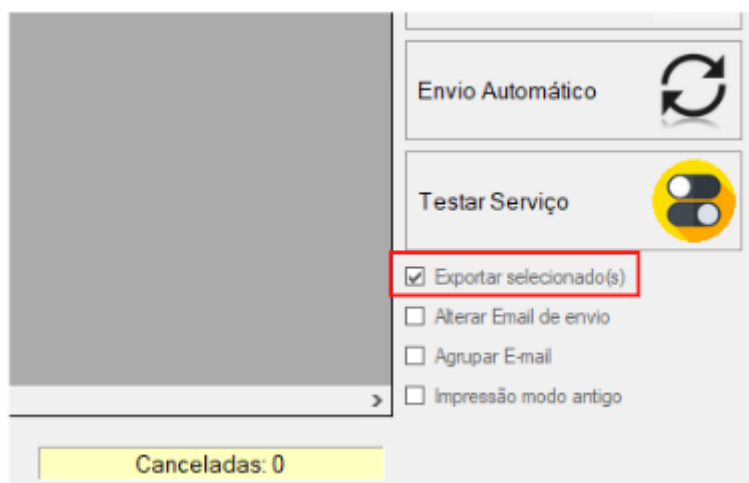 Envio Automático
Testar Serviço
Exportar selecionado(s)
Alterar Email de envio
Agrupar E-mail
Impressão modo antigo
Canceladas: 0